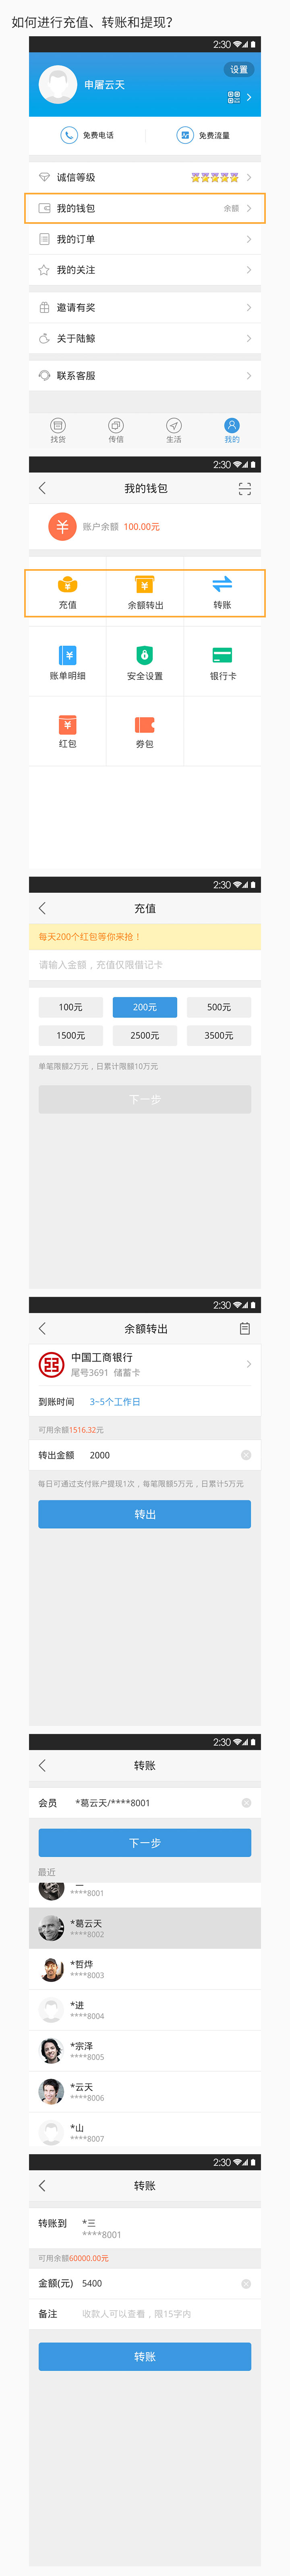 如何进行充值、转账和提现?
2:30
设置
申屠云天
免费电话
免费流量
诚信等级
我的钱包 余额
我的订单
我的关注
邀请有奖
关于陆鲸
联系客服
找货 传信 生活 我的
2:30
我的钱包
账户余额 100.00元
充值 余额转出 转账
账单明细 安全设置 银行卡
红包 券包
2:30
充值
每天200个红包等你来抢！
请输入金额，充值仅限借记卡
100元 200元 500元
1500元 2500元 3500元
单笔限额2万元，日累计限额10万元
下一步
2:30
余额转出
中国工商银行
尾号3691 储蓄卡
到账时间 3~5个工作日
可用余额1516.32元
转出金额 2000
每日可通过支付账户提现1次，每笔限额5万元，日累计5万元
转出
2:30
转账
会员 *葛云天/****8001
下一步
最近
****8001
*葛云天
****8002
*哲烨
****8003
*进
****8004
*宗泽
****8005
*云天
****8006
*山
****8007
2:30
转账
转账到 *三
****8001
可用余额60000.00元
金额(元) 5400
备注 收款人可以查看，限15字内
转账